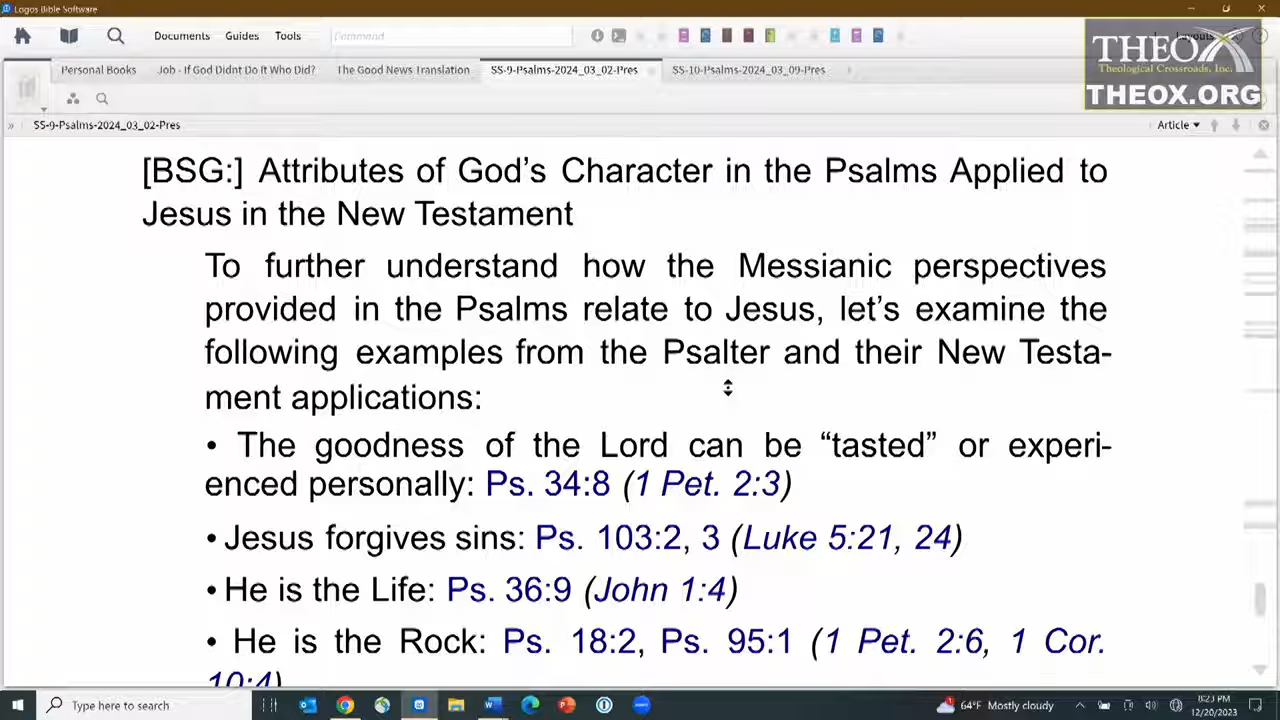 Logos Bible Software
Documents Guides Tools Command
THEOX
Theological Crossroads, Inc.
THEOX.ORG
Personal Books Job - If God Didnt Do It Who Did? The Good News Translation SS-9-Psalms-2024_03_02-Pres SS-10-Psalms-2024_03_09-Pres
SS-9-Psalms-2024_03_02-Pres Article
[BSG:] Attributes of God’s Character in the Psalms Applied to
Jesus in the New Testament
To further understand how the Messianic perspectives
provided in the Psalms relate to Jesus, let’s examine the
following examples from the Psalter and their New Testa-
ment applications:
• The goodness of the Lord can be “tasted” or experi-
enced personally: Ps. 34:8 (1 Pet. 2:3)
• Jesus forgives sins: Ps. 103:2, 3 (Luke 5:21, 24)
• He is the Life: Ps. 36:9 (John 1:4)
• He is the Rock: Ps. 18:2, Ps. 95:1 (1 Pet. 2:6, 1 Cor.
10:4)
Type here to search
64°F Mostly cloudy
8:23 PM
12/20/2023